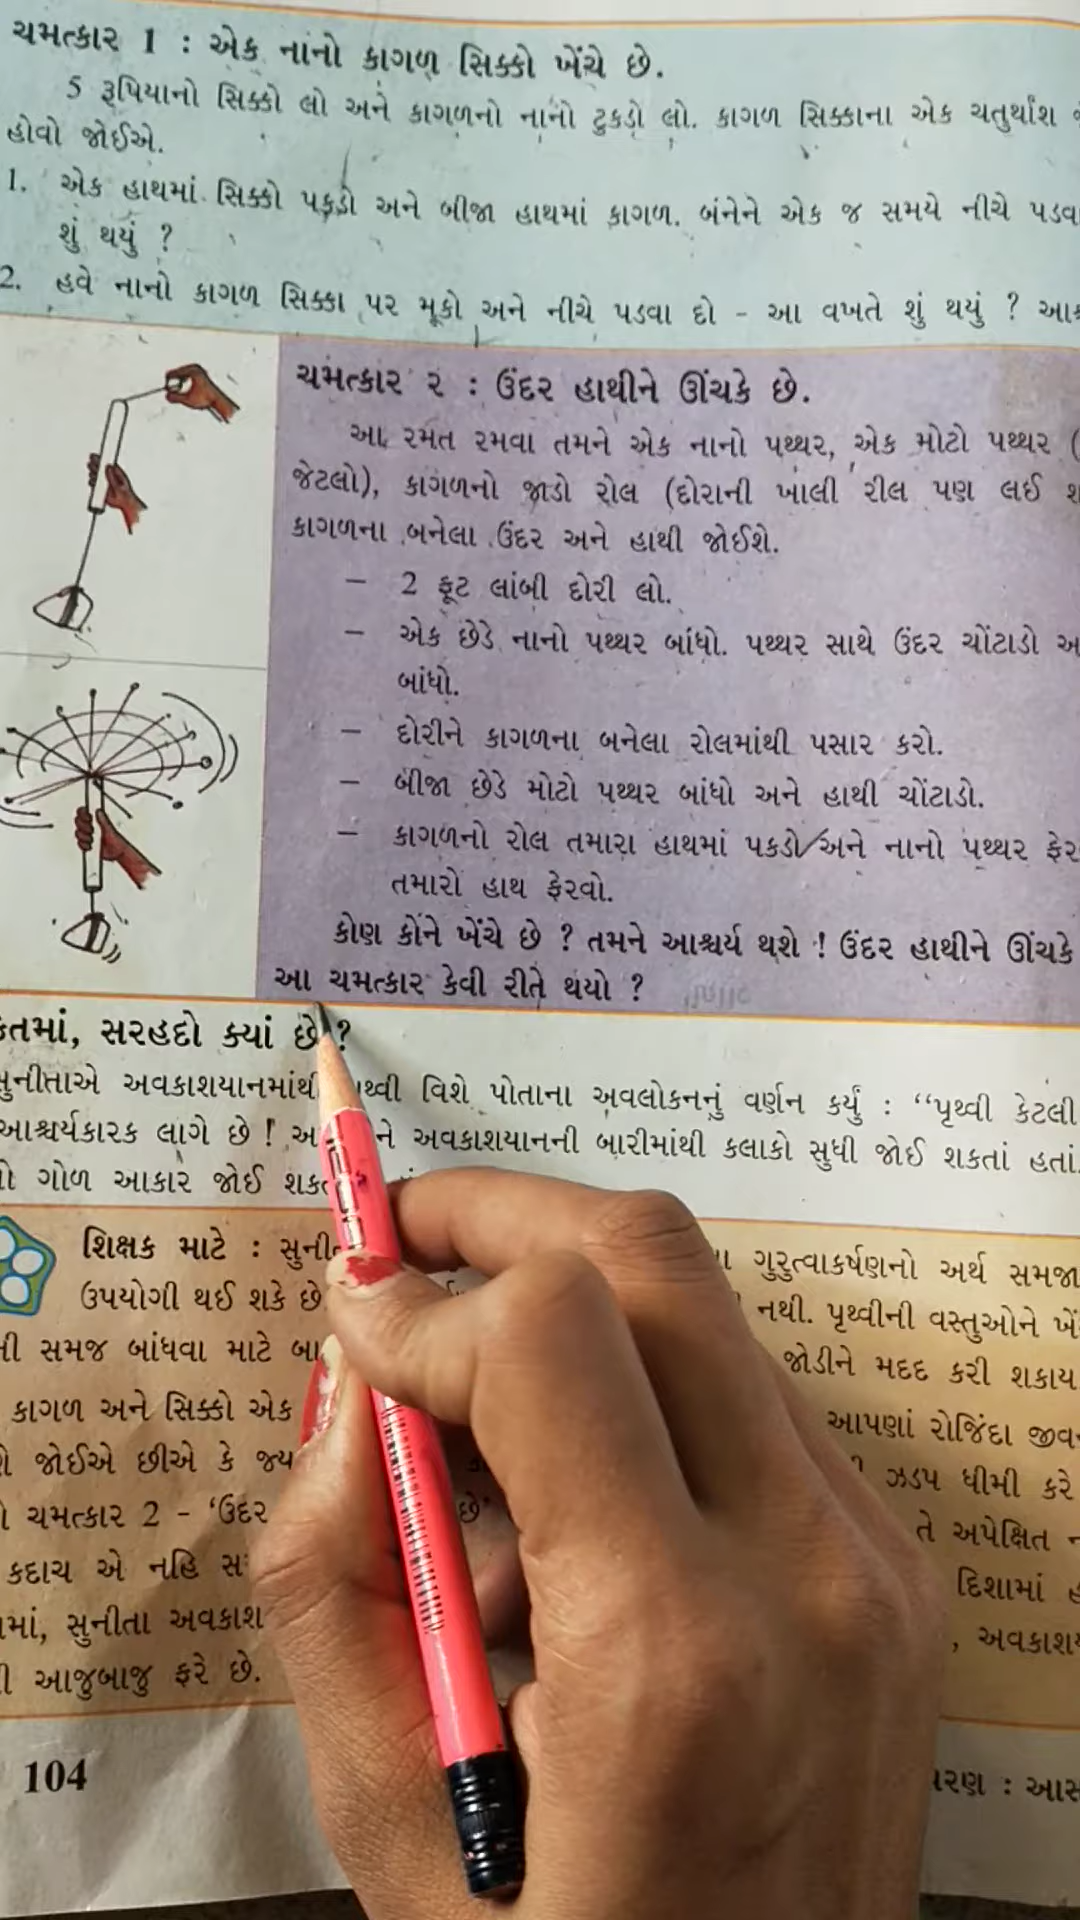 ચમત્કાર 1 : એક નાનો કાગળ સિક્કો ખેંચે છે.
5 રૂપિયાનો સિક્કો લો અને કાગળનો નાનો ટુકડો લો. કાગળ સિક્કાના એક ચતુર્થાંશ
હોવો જોઈએ.
1. એક હાથમાં સિક્કો પકડો અને બીજા હાથમાં કાગળ. બંનેને એક જ સમયે નીચે પડવા
શું થયું ?
2. હવે નાનો કાગળ સિક્કા પર મૂકો અને નીચે પડવા દો - આ વખતે શું થયું ?
ચમત્કાર ૨ : ઉંદર હાથીને ઊંચકે છે.
આ રમત રમવા તમને એક નાનો પથ્થર, એક મોટો પથ્થર (
જેટલો), કાગળનો જાડો રોલ (દોરાની ખાલી રીલ પણ લઈ
કાગળના બનેલા ઉંદર અને હાથી જોઈશે.
– 2 ફૂટ લાંબી દોરી લો.
– એક છેડે નાનો પથ્થર બાંધો. પથ્થર સાથે ઉંદર ચોંટાડો
બાંધો.
– દોરીને કાગળના બનેલા રોલમાંથી પસાર કરો.
– બીજા છેડે મોટો પથ્થર બાંધો અને હાથી ચોંટાડો.
– કાગળનો રોલ તમારા હાથમાં પકડો અને નાનો પથ્થર
તમારો હાથ ફેરવો.
કોણ કોને ખેંચે છે ? તમને આશ્ચર્ય થશે ! ઉંદર હાથીને ઊંચકે
આ ચમત્કાર કેવી રીતે થયો ?
સરહદો ક્યાં છે ?
સુનીતાએ અવકાશયાનમાંથી વિશે પોતાના અવલોકનનું વર્ણન કર્યું : “પૃથ્વી કેટલી
આશ્ચર્યકારક લાગે છે ! અવકાશયાનની બારીમાંથી કલાકો સુધી જોઈ શકતાં હતાં.
ગોળ આકાર જોઈ
શિક્ષક માટે : ગુરુત્વાકર્ષણનો અર્થ
ઉપયોગી થઈ શકે છે નથી. પૃથ્વીની વસ્તુઓને
સમજ બાંધવા માટે જોડીને મદદ કરી શકાય
કાગળ અને સિક્કો એક આપણાં રોજિંદા
જોઈએ છીએ કે ઝડપ ધીમી કરે
ચમત્કાર 2 - ‘ઉંદર છે’ તે અપેક્ષિત
કદાચ એ નહિ દિશામાં
સુનીતા અવકાશ
આજુબાજુ ફરે છે.
104